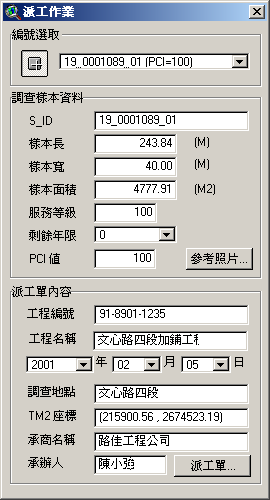 派工作業
編號選取
19_0001089_01 (PCI=100)
調查樣本資料
S_ID 19_0001089_01
樣本長 243.84 (M)
樣本寬 40.00 (M)
樣本面積 4777.91 (M2)
服務等級 100
剩餘年限 0
PCI 值 100 參考照片...
派工單內容
工程編號 91-8901-1235
工程名稱 文心路四段加鋪工程
2001 年 02 月 05 日
調查地點 文心路四段
TM2 座標 (215900.56 , 2674523.19)
承商名稱 路佳工程公司
承辦人 陳小強 派工單...